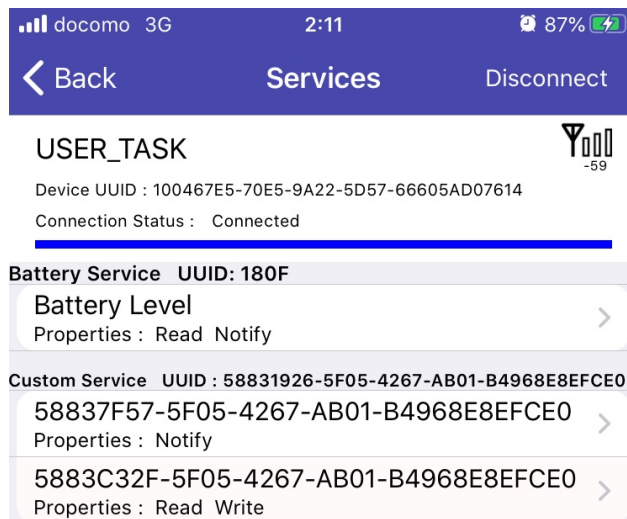 docomo 3G 2:11 87%
Back Services Disconnect
USER_TASK
-59
Device UUID : 100467E5-70E5-9A22-5D57-66605AD07614
Connection Status : Connected
Battery Service UUID: 180F
Battery Level
Properties : Read Notify
Custom Service UUID : 58831926-5F05-4267-AB01-B4968E8EFCE0
58837F57-5F05-4267-AB01-B4968E8EFCE0
Properties : Notify
5883C32F-5F05-4267-AB01-B4968E8EFCE0
Properties : Read Write